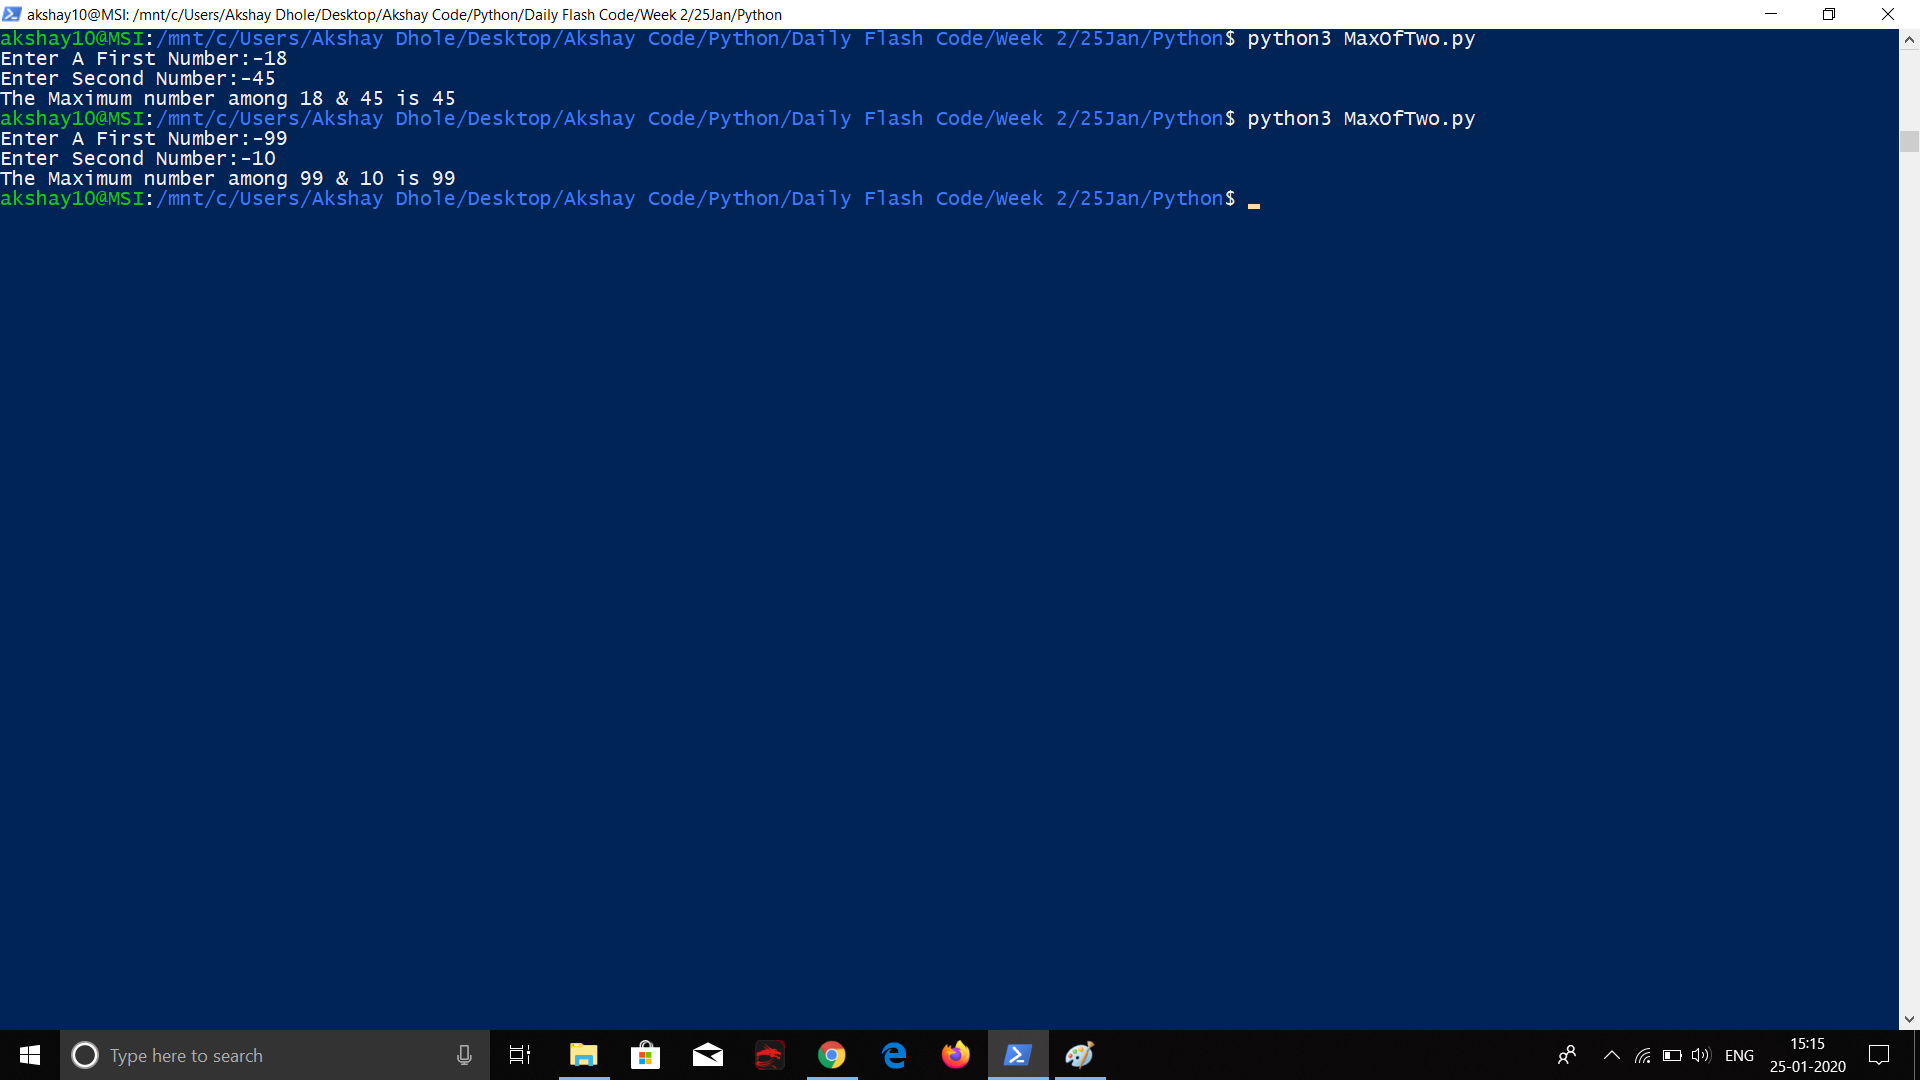 akshay10@MSI: /mnt/c/Users/Akshay Dhole/Desktop/Akshay Code/Python/Daily Flash Code/Week 2/25Jan/Python
akshay10@MSI:/mnt/c/Users/Akshay Dhole/Desktop/Akshay Code/Python/Daily Flash Code/Week 2/25Jan/Python$ python3 MaxOfTwo.py
Enter A First Number:-18
Enter Second Number:-45
The Maximum number among 18 & 45 is 45
akshay10@MSI:/mnt/c/Users/Akshay Dhole/Desktop/Akshay Code/Python/Daily Flash Code/Week 2/25Jan/Python$ python3 MaxOfTwo.py
Enter A First Number:-99
Enter Second Number:-10
The Maximum number among 99 & 10 is 99
akshay10@MSI:/mnt/c/Users/Akshay Dhole/Desktop/Akshay Code/Python/Daily Flash Code/Week 2/25Jan/Python$
Type here to search
ENG
15:15
25-01-2020